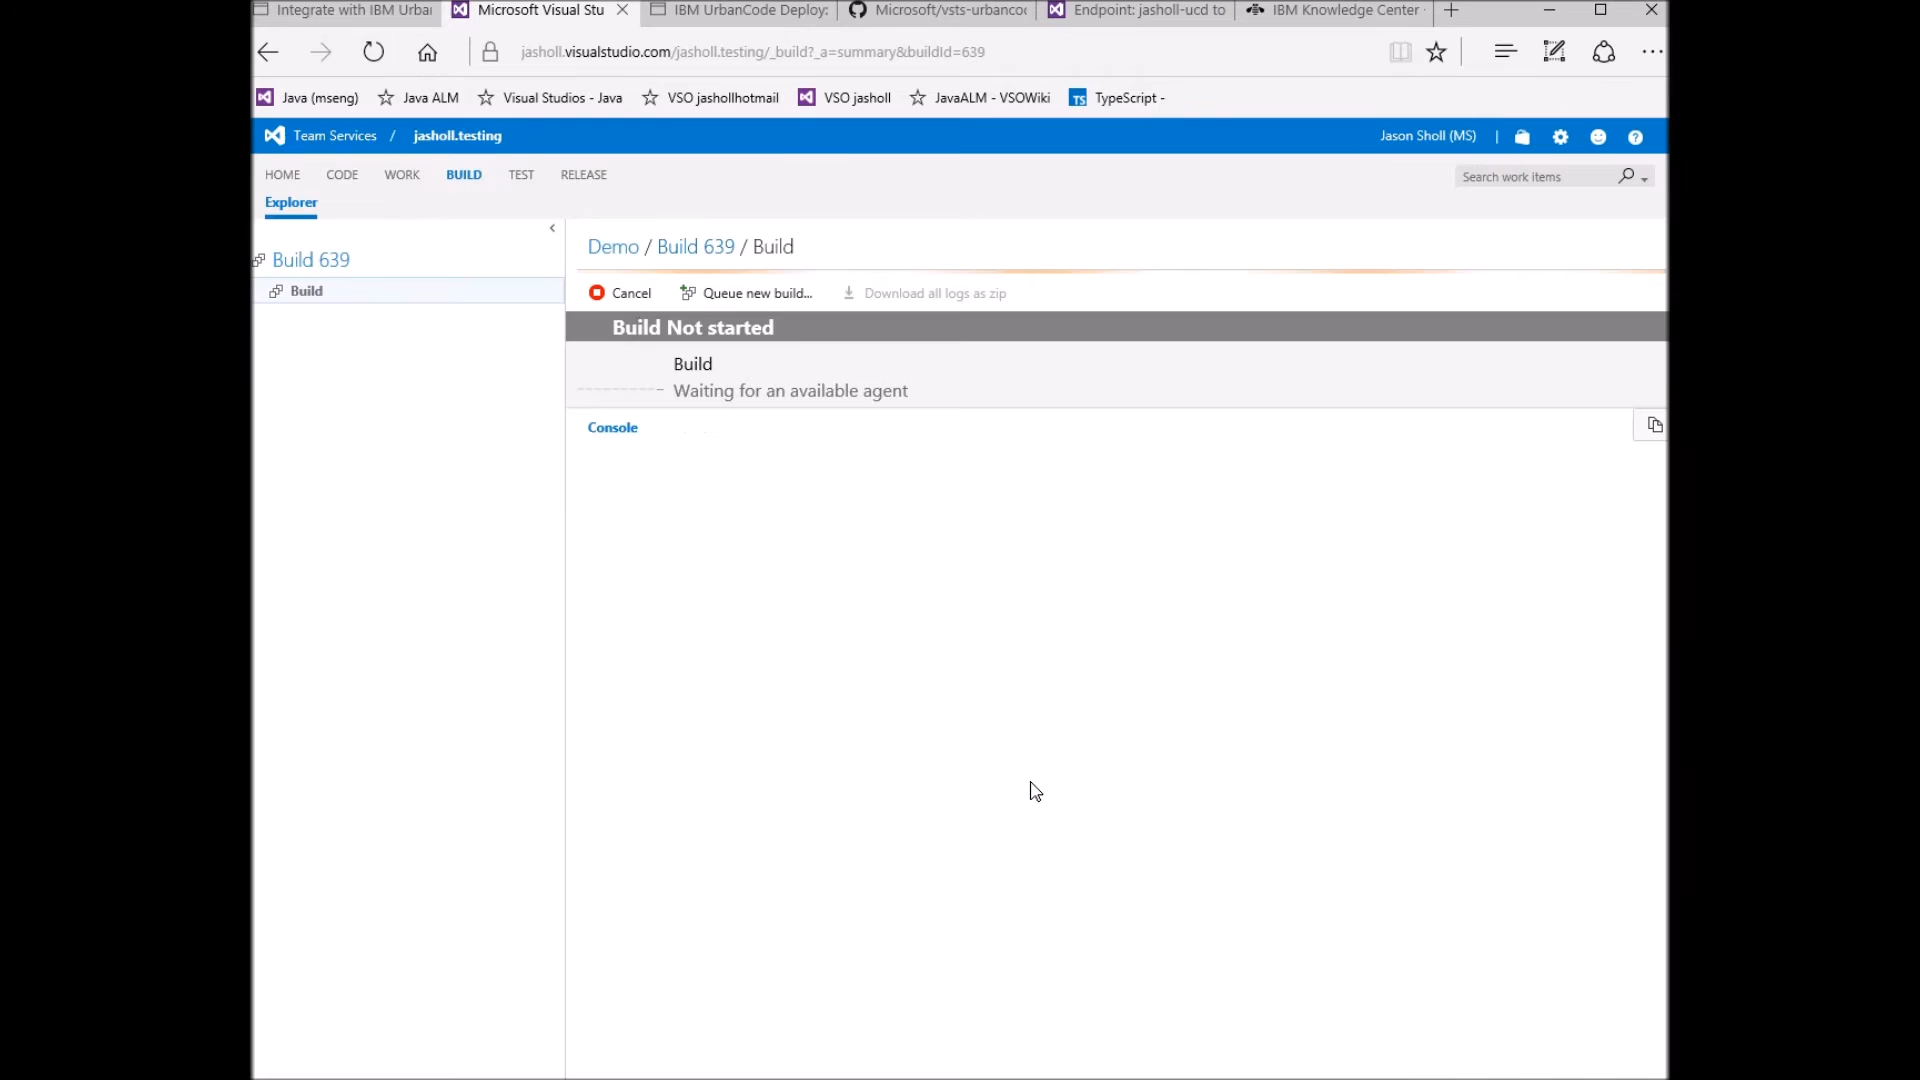 Integrate with IBM Urba
Microsoft Visual Stu
IBM UrbanCode Deploy:
Microsoft/vsts-urbancoc
Endpoint: jasholl-ucd to
IBM Knowledge Center
jasholl.visualstudio.com/jasholl.testing/_build?_a=summary&buildId=639
Java (mseng)
Java ALM
Visual Studios - Java
VSO jashollhotmail
VSO jasholl
JavaALM - VSOWiki
TS
TypeScript -
Team Services / jasholl.testing
Jason Sholl (MS) |
HOME
CODE
WORK
BUILD
TEST
RELEASE
Search work items
Explorer
Build 639
Build
Demo / Build 639 / Build
Cancel
Queue new build...
Download all logs as zip
Build Not started
Build
Waiting for an available agent
Console